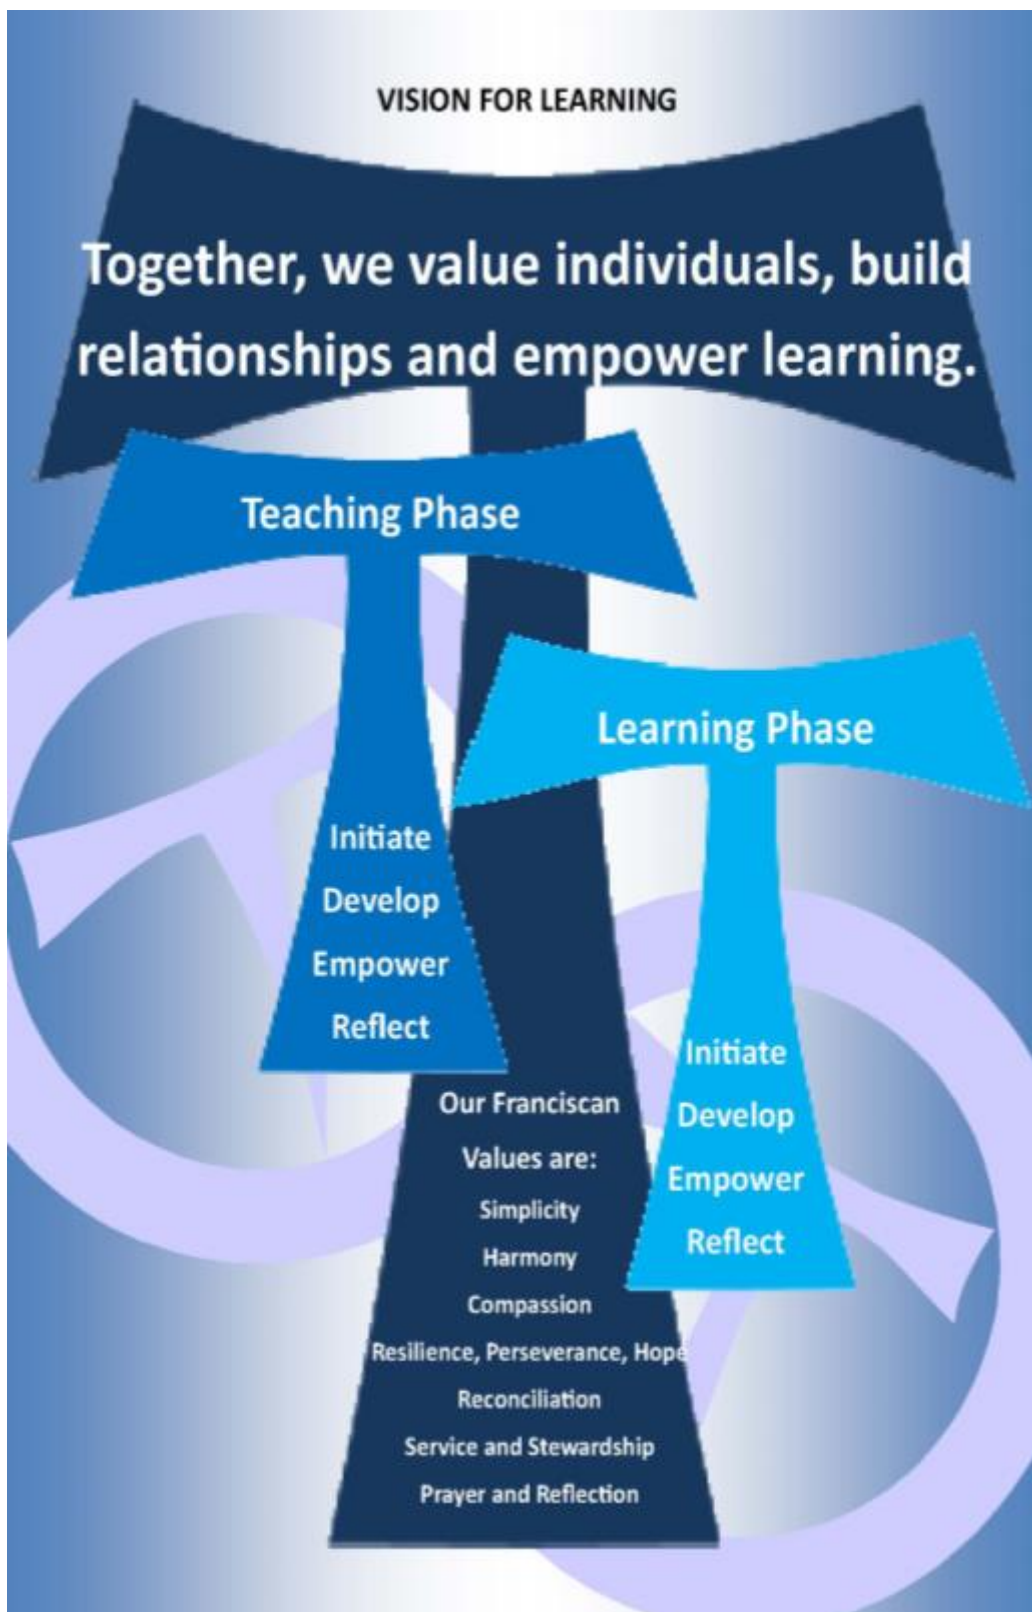 VISION FOR LEARNING
Together, we value individuals, build
relationships and empower learning.
Teaching Phase
Initiate
Develop
Empower
Reflect
Learning Phase
Initiate
Develop
Empower
Reflect
Our Franciscan
Values are:
Simplicity
Harmony
Compassion
Resilience, Perseverance, Hope
Reconciliation
Service and Stewardship
Prayer and Reflection